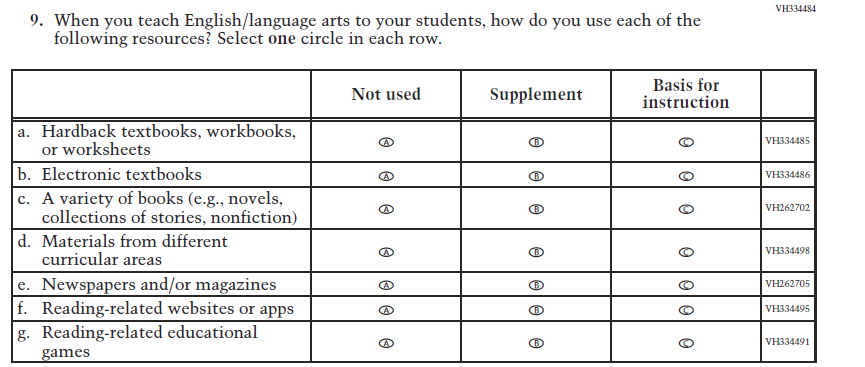 VH334484
9. When you teach English/language arts to your students, how do you use each of the
following resources? Select one circle in each row.
Not used Supplement Basis for
instruction
a. Hardback textbooks, workbooks,
or worksheets A B C VH334485
b. Electronic textbooks A B C VH334486
c. A variety of books (e.g., novels,
collections of stories, nonfiction) A B C VH262702
d. Materials from different
curricular areas A B C VH334498
e. Newspapers and/or magazines A B C VH262705
f. Reading-related websites or apps A B C VH334495
g. Reading-related educational
games A B C VH334491